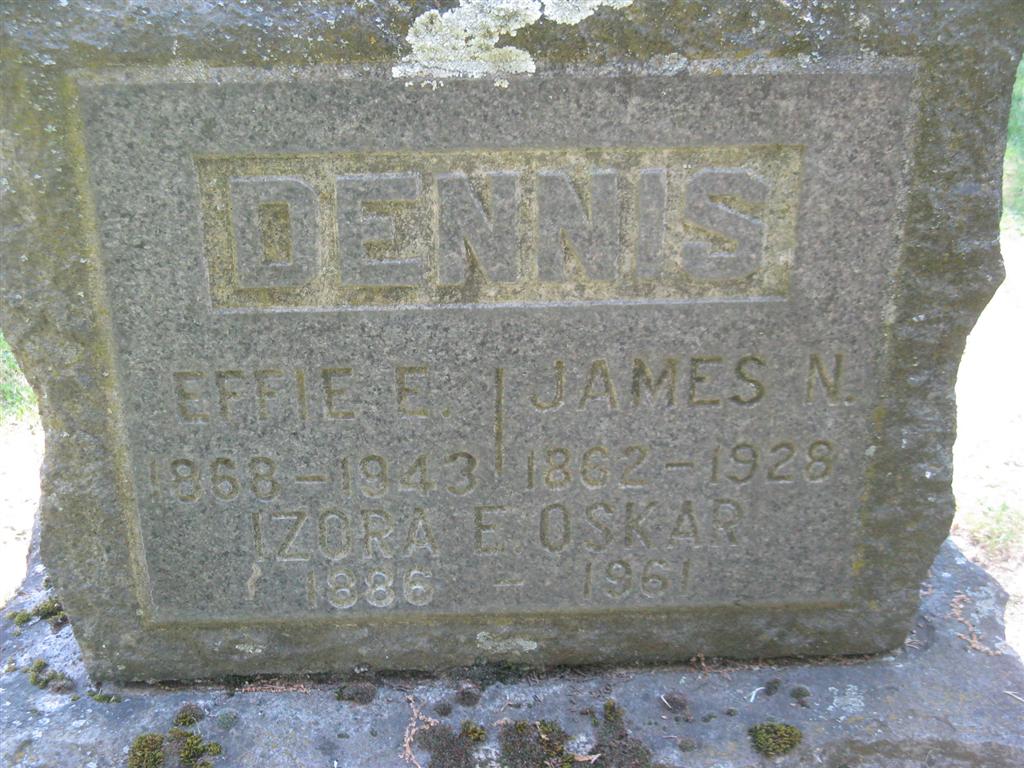 DENNIS
EFFIE E. JAMES N.
1868-1943 1862-1928
IZORA E. OSKAR
1886 - 1961